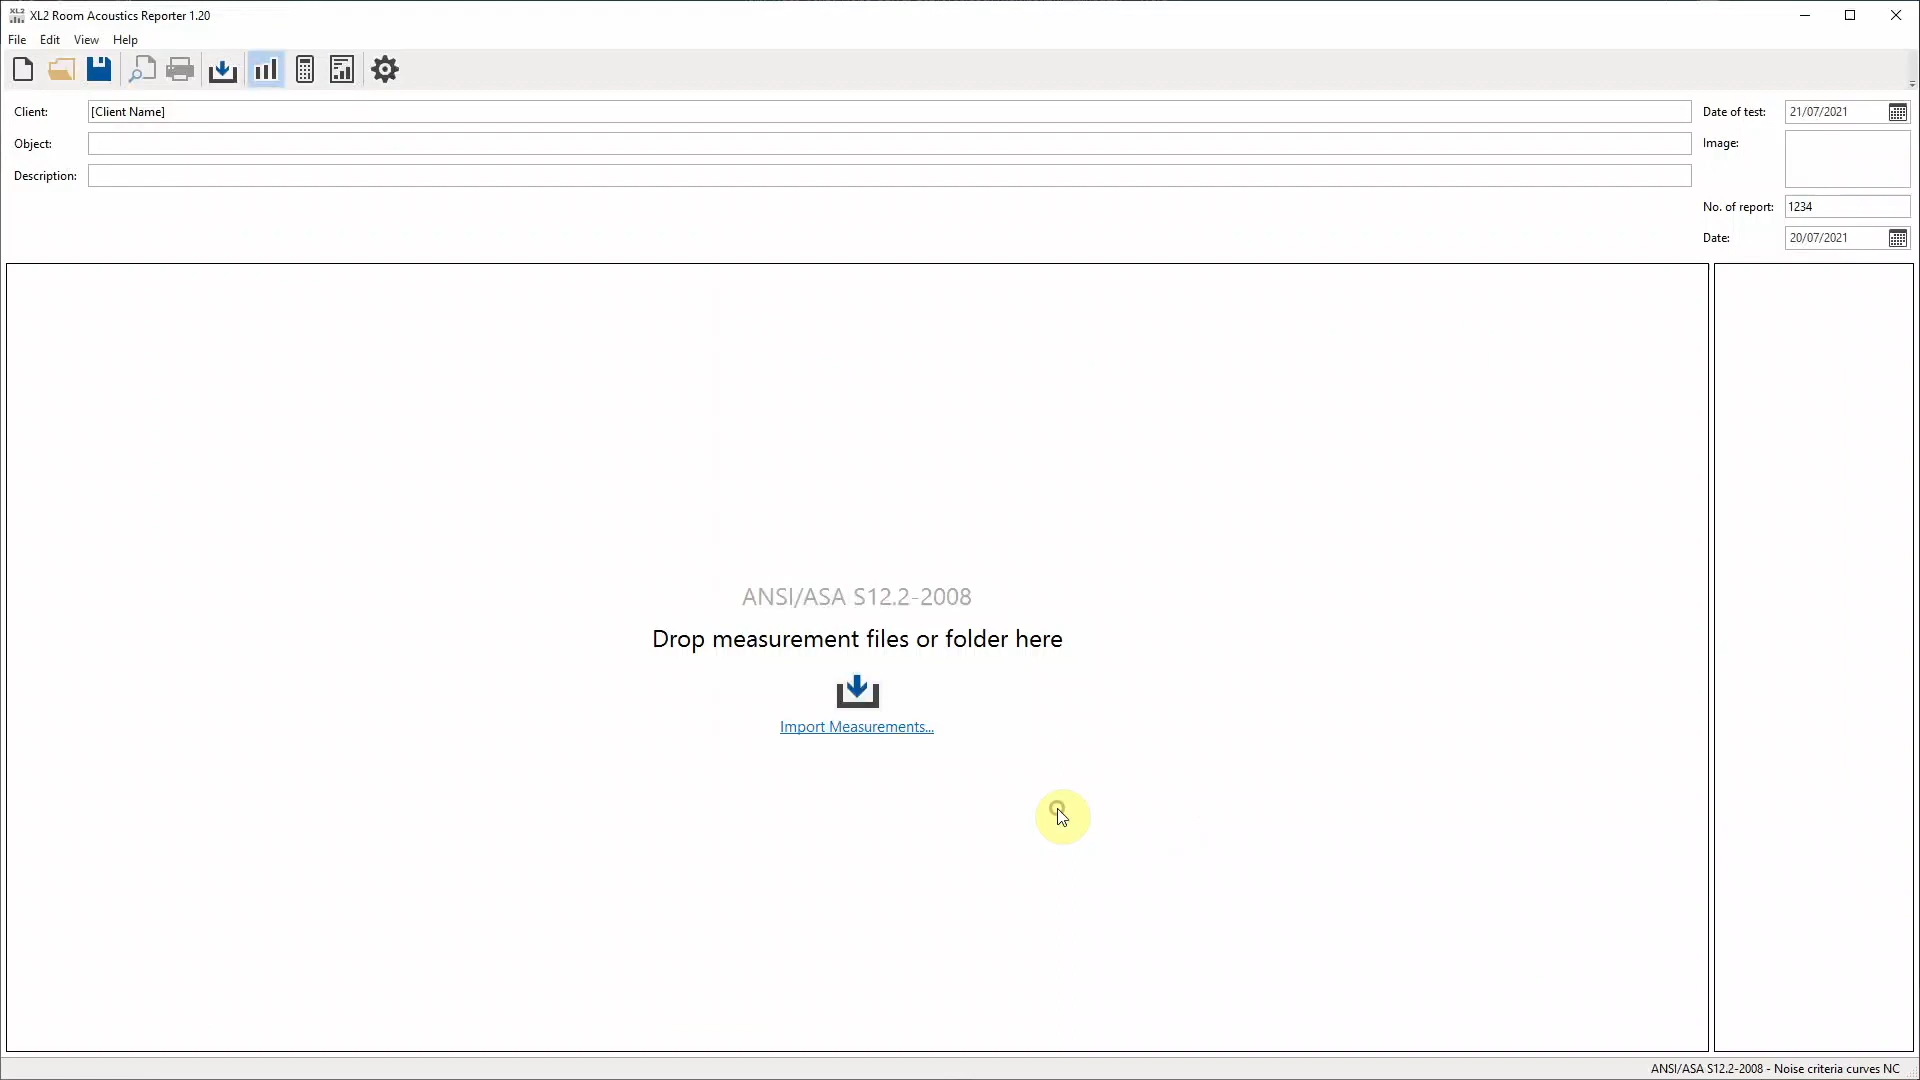 XL2 Room Acoustics Reporter 1.20
File Edit View Help
Client: [Client Name]
Date of test: 21/07/2021
Object:
Image:
Description:
No. of report: 1234
Date: 20/07/2021
ANSI/ASA S12.2-2008
Drop measurement files or folder here
Import Measurements...
ANSI/ASA S12.2-2008 - Noise criteria curves NC